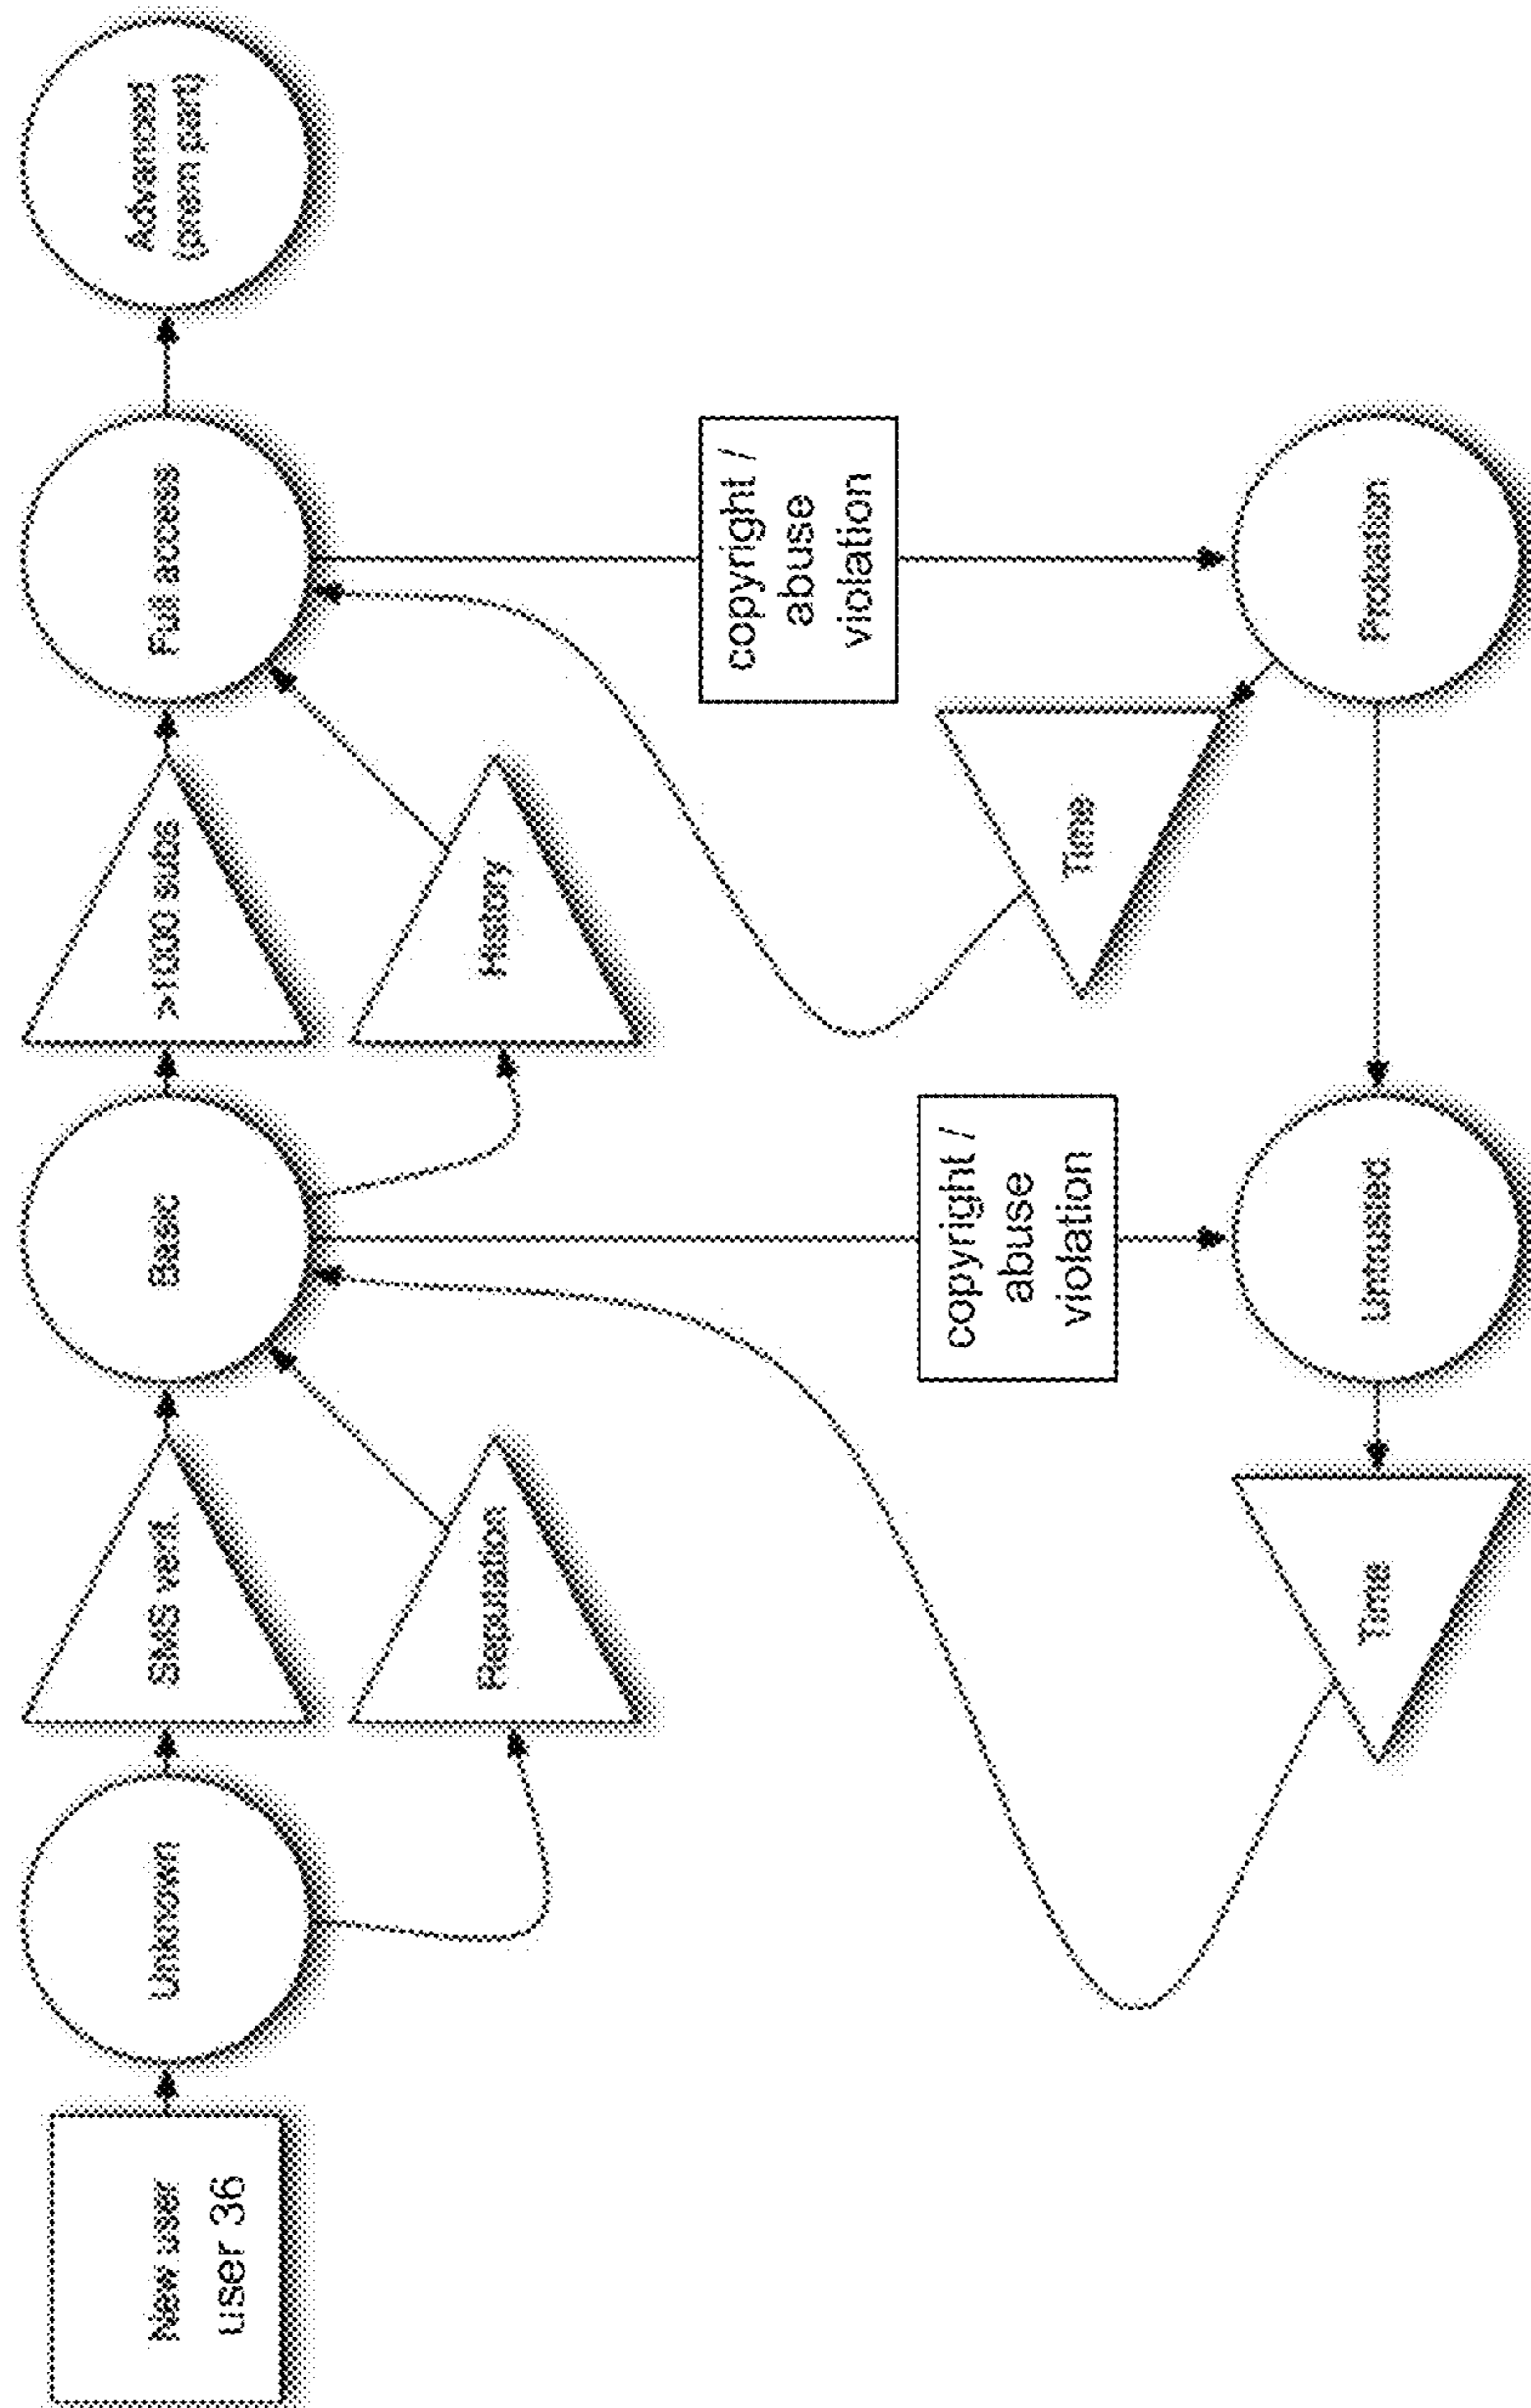 New user
user 36
Unknown
SMS verif.
Reputation
Basic
>1000 subs
History
Full access
Advanced
copyright /
abuse
violation
copyright /
abuse
violation
Time
Untrusted
Time
Probation